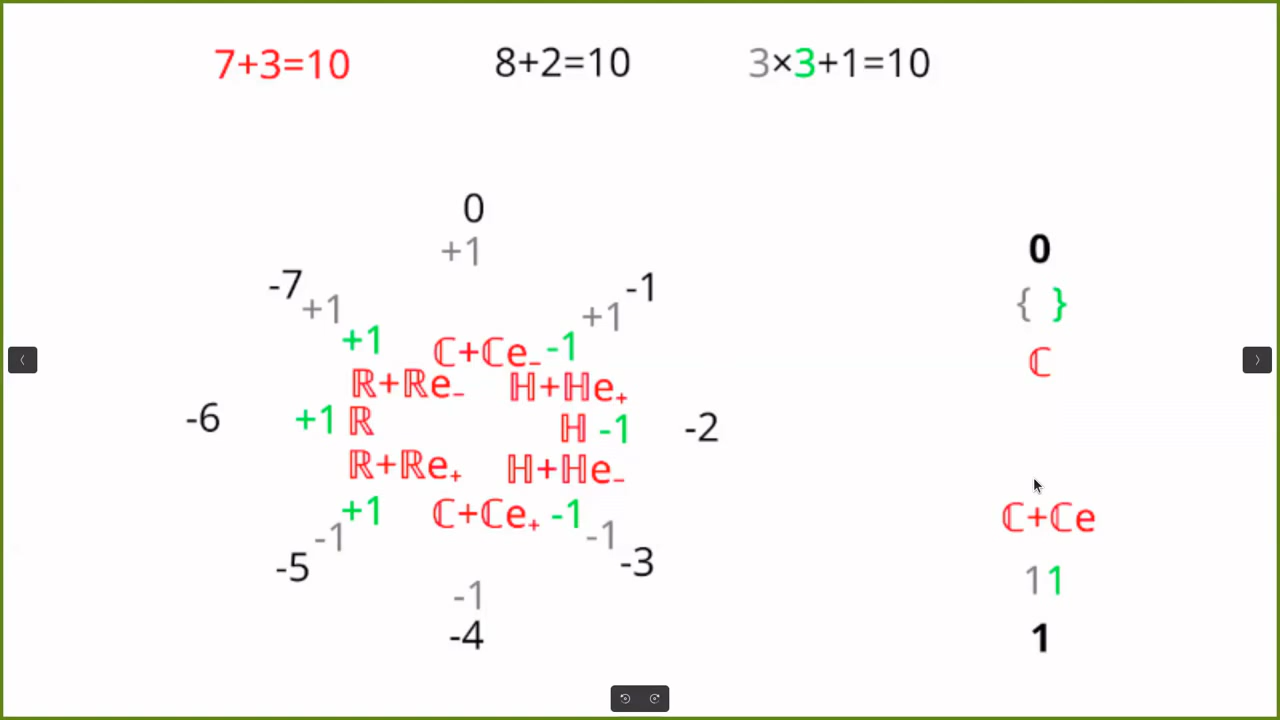 7+3=10 8+2=10 3×3+1=10
0
+1
-7 +1 +1 -1
+1 ℂ+ℂe₋ -1
ℝ+ℝe₋ ℍ+ℍe₊
-6 +1 ℝ ℍ -1 -2
ℝ+ℝe₊ ℍ+ℍe₋
+1 ℂ+ℂe₊ -1
-1 -1
-5 -3
-1
-4
0
{ }
ℂ
ℂ+ℂe
11
1